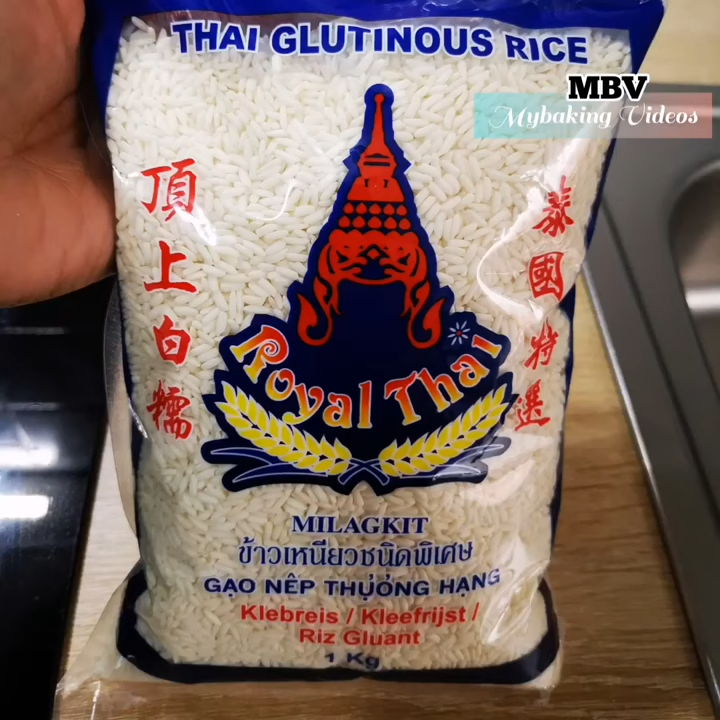 THAI GLUTINOUS RICE
MBV
Mybaking Videos
頂上白糯
泰國特選
Royal Thai
MILAGKIT
ข้าวเหนียวชนิดพิเศษ
GẠO NÊP THỤỎNG HẠNG
Klebreis / Kleefrijst /
Riz Gluant
1 Kg